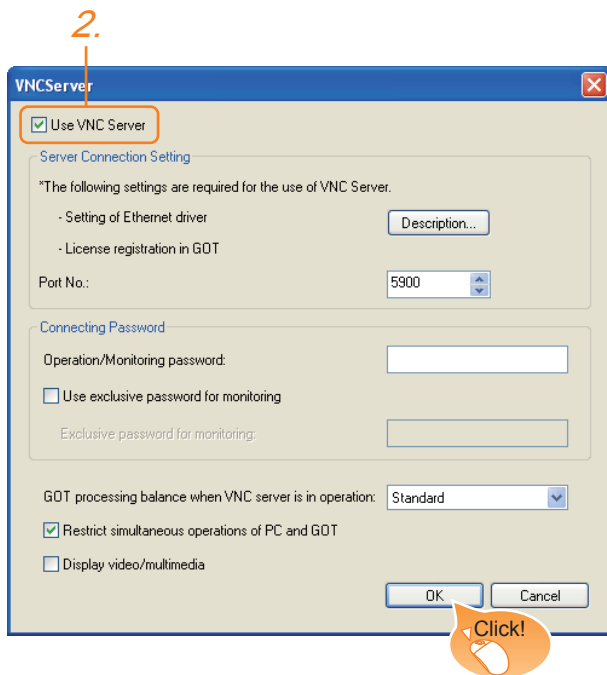 2.
VNCServer
Use VNC Server
Server Connection Setting
*The following settings are required for the use of VNC Server.
- Setting of Ethernet driver
Description...
- License registration in GOT
Port No.:
5900
Connecting Password
Operation/Monitoring password:
Use exclusive password for monitoring
Exclusive password for monitoring:
GOT processing balance when VNC server is in operation:
Standard
Restrict simultaneous operations of PC and GOT
Display video/multimedia
OK
Cancel
Click!